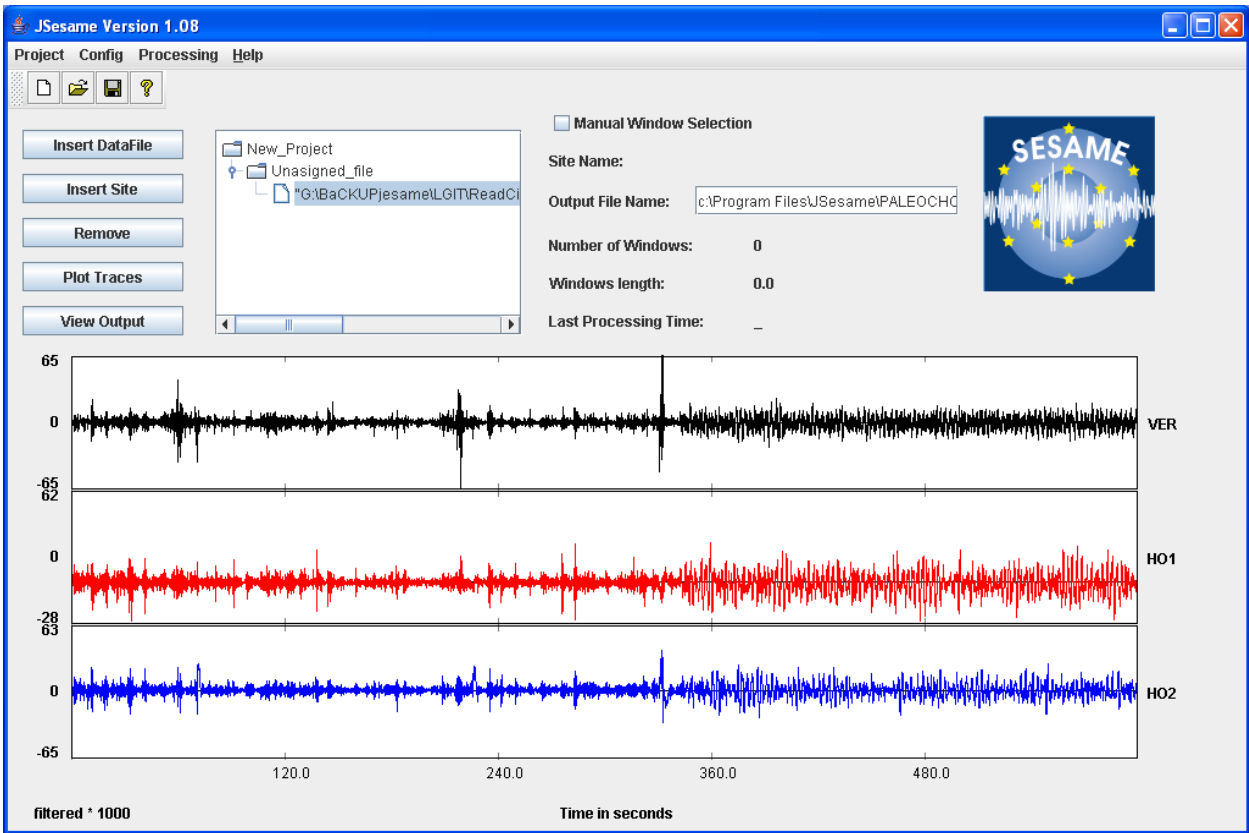 JSesame Version 1.08
Project Config Processing Help
Insert DataFile
Insert Site
Remove
Plot Traces
View Output
New_Project
Unasigned_file
"G:\BaCKUPjesame\LGIT\ReadCi
Manual Window Selection
Site Name:
Output File Name: c:\Program Files\JSesame\PALEOCHO
Number of Windows: 0
Windows length: 0.0
Last Processing Time: _
SESAME
65
0
-65
VER
62
0
-28
HO1
63
0
-65
HO2
120.0 240.0 360.0 480.0
filtered * 1000 Time in seconds